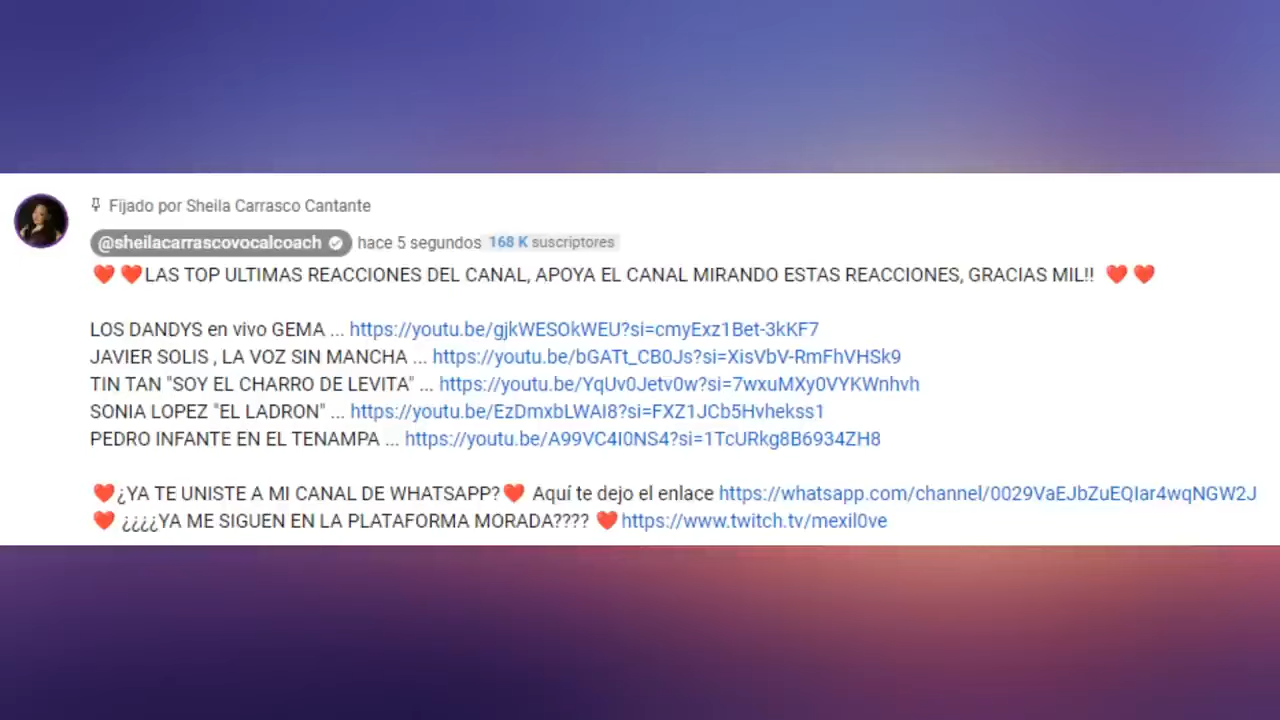 Fijado por Sheila Carrasco Cantante
@sheilacarrascovocalcoach hace 5 segundos 168 K suscriptores
❤️ ❤️LAS TOP ULTIMAS REACCIONES DEL CANAL, APOYA EL CANAL MIRANDO ESTAS REACCIONES, GRACIAS MIL!! ❤️ ❤️
LOS DANDYS en vivo GEMA ... https://youtu.be/gjkWESOkWEU?si=cmyExz1Bet-3kKF7
JAVIER SOLIS , LA VOZ SIN MANCHA ... https://youtu.be/bGATt_CB0Js?si=XisVbV-RmFhVHSk9
TIN TAN "SOY EL CHARRO DE LEVITA" ... https://youtu.be/YqUv0Jetv0w?si=7wxuMXy0VYKWnhvh
SONIA LOPEZ "EL LADRON" ... https://youtu.be/EzDmxbLWAI8?si=FXZ1JCb5Hvhekss1
PEDRO INFANTE EN EL TENAMPA ... https://youtu.be/A99VC4I0NS4?si=1TcURkg8B6934ZH8
❤️¿YA TE UNISTE A MI CANAL DE WHATSAPP?❤️ Aquí te dejo el enlace https://whatsapp.com/channel/0029VaEJbZuEQIar4wqNGW2J
❤️ ¿¿¿¿YA ME SIGUEN EN LA PLATAFORMA MORADA???? ❤️https://www.twitch.tv/mexil0ve